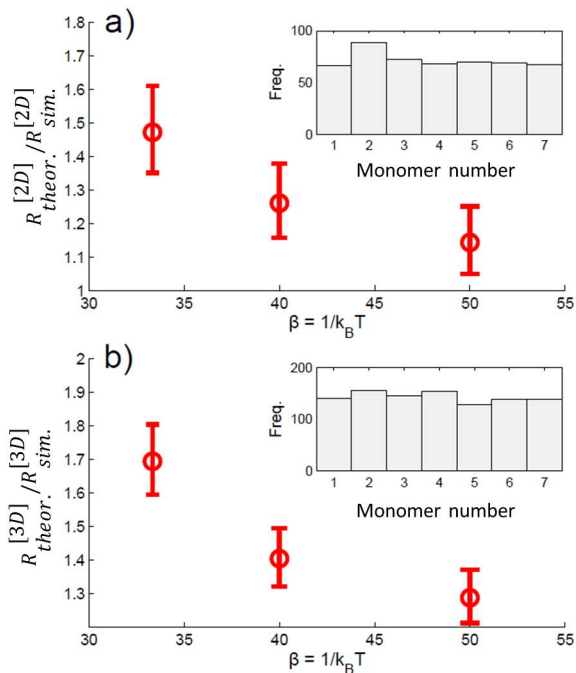 a)
1.8
1.7
1.6
1.5
1.4
1.3
1.2
1.1
1
R[2D]theor./R[2D]sim.
30 35 40 45 50 55
β = 1/kBT
100
50
0
Freq.
1 2 3 4 5 6 7
Monomer number
b)
2
1.9
1.8
1.7
1.6
1.5
1.4
1.3
R[3D]theor./R[3D]sim.
30 35 40 45 50 55
β = 1/kBT
200
100
0
Freq.
1 2 3 4 5 6 7
Monomer number